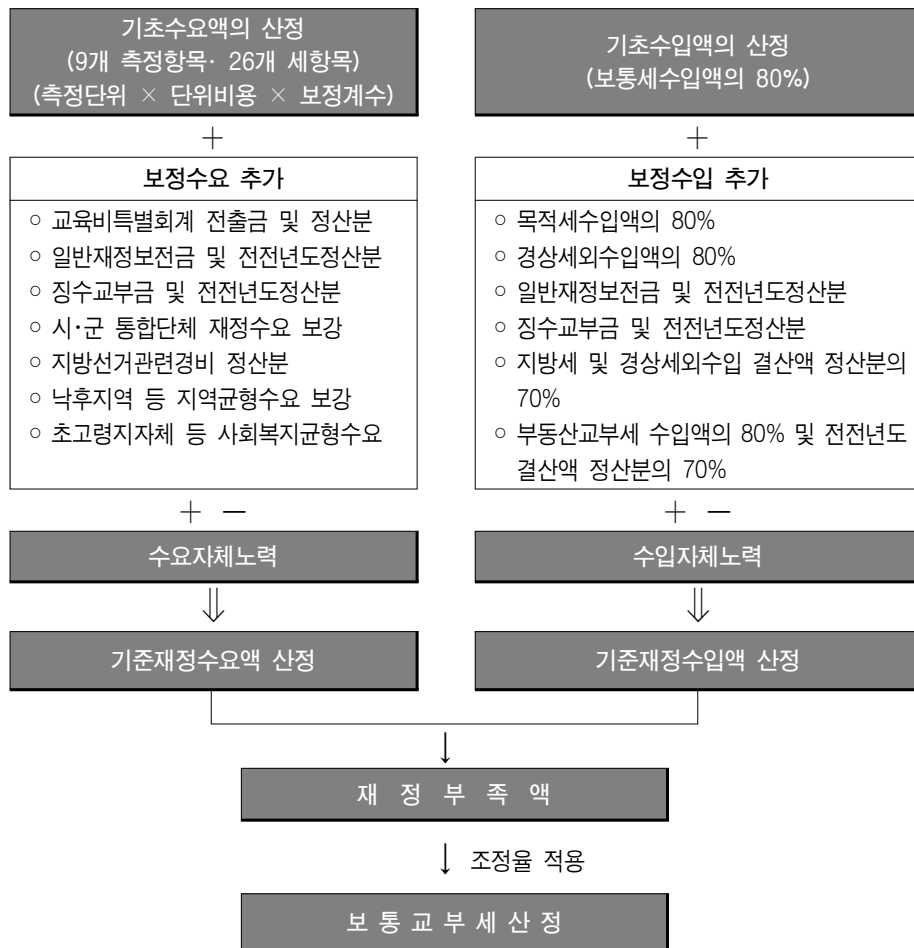 기초수요액의 산정
(9개 측정항목· 26개 세항목)
(측정단위 × 단위비용 × 보정계수)
+
보정수요 추가
○ 교육비특별회계 전출금 및 정산분
○ 일반재정보전금 및 전전년도정산분
○ 징수교부금 및 전전년도정산분
○ 시·군 통합단체 재정수요 보강
○ 지방선거관련경비 정산분
○ 낙후지역 등 지역균형수요 보강
○ 초고령지자체 등 사회복지균형수요
+ −
수요자체노력
⇓
기준재정수요액 산정
기초수입액의 산정
(보통세수입액의 80%)
+
보정수입 추가
○ 목적세수입액의 80%
○ 경상세외수입액의 80%
○ 일반재정보전금 및 전전년도정산분
○ 징수교부금 및 전전년도정산분
○ 지방세 및 경상세외수입 결산액 정산분의
70%
○ 부동산교부세 수입액의 80% 및 전전년도
결산액 정산분의 70%
+ −
수입자체노력
⇓
기준재정수입액 산정
↓
재 정 부 족 액
↓ 조정율 적용
보 통 교 부 세 산 정